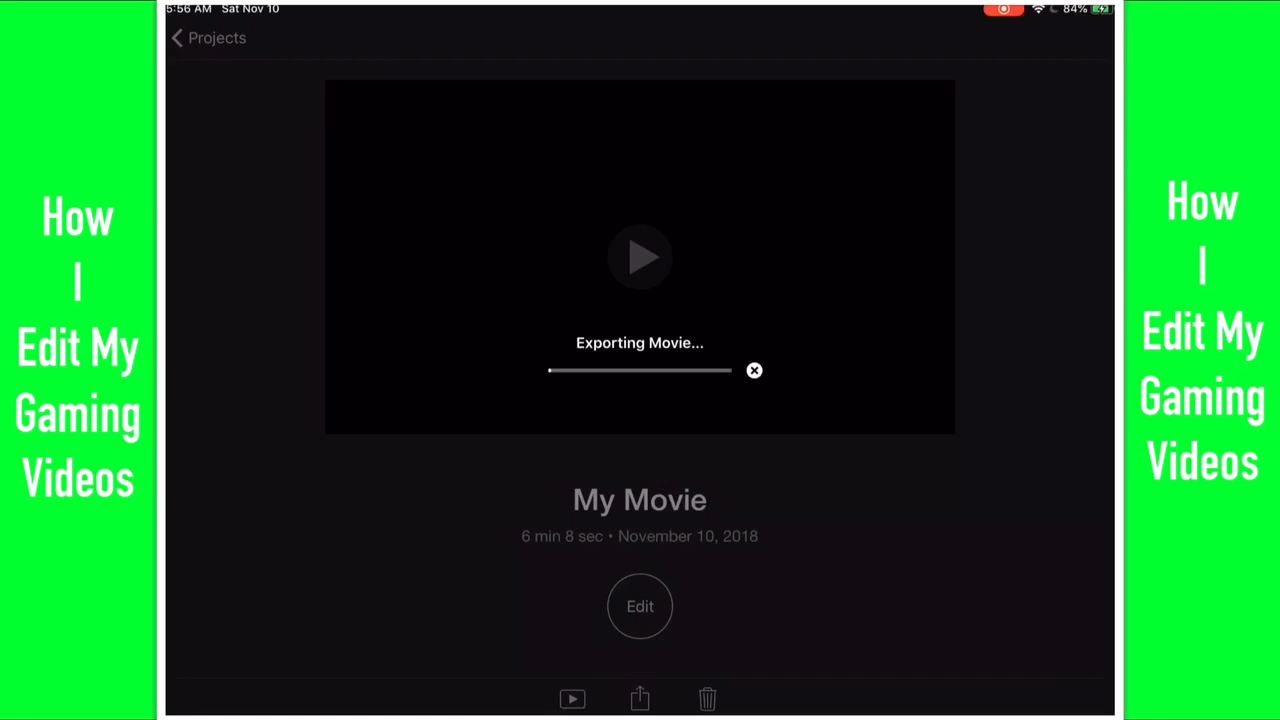 How
I
Edit My
Gaming
Videos
5:56 AM Sat Nov 10
84%
Projects
Exporting Movie...
My Movie
6 min 8 sec • November 10, 2018
Edit
How
I
Edit My
Gaming
Videos